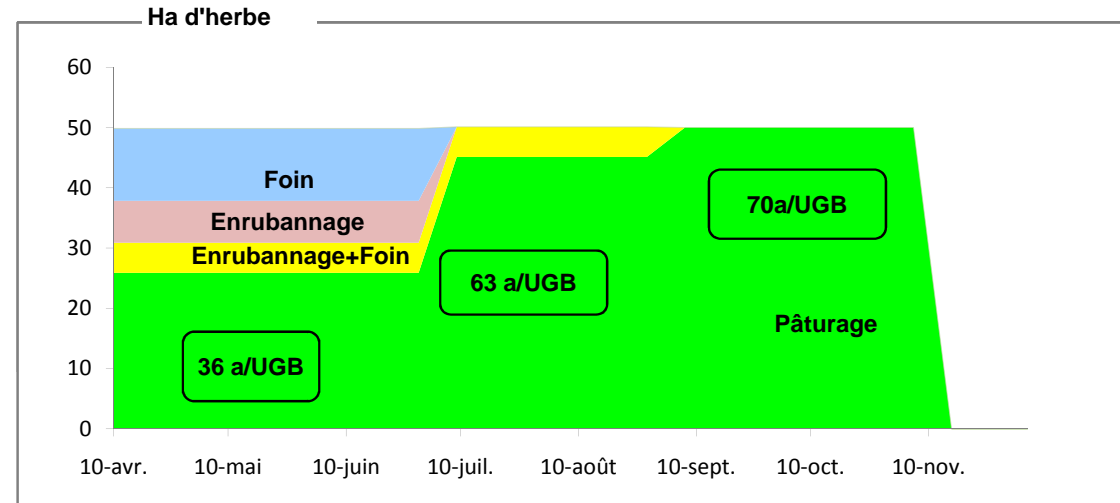 Ha d'herbe
60
50
40
30
20
10
0
Foin
Enrubannage
Enrubannage+Foin
70a/UGB
63 a/UGB
Pâturage
36 a/UGB
10-avr. 10-mai 10-juin 10-juil. 10-août 10-sept. 10-oct. 10-nov.